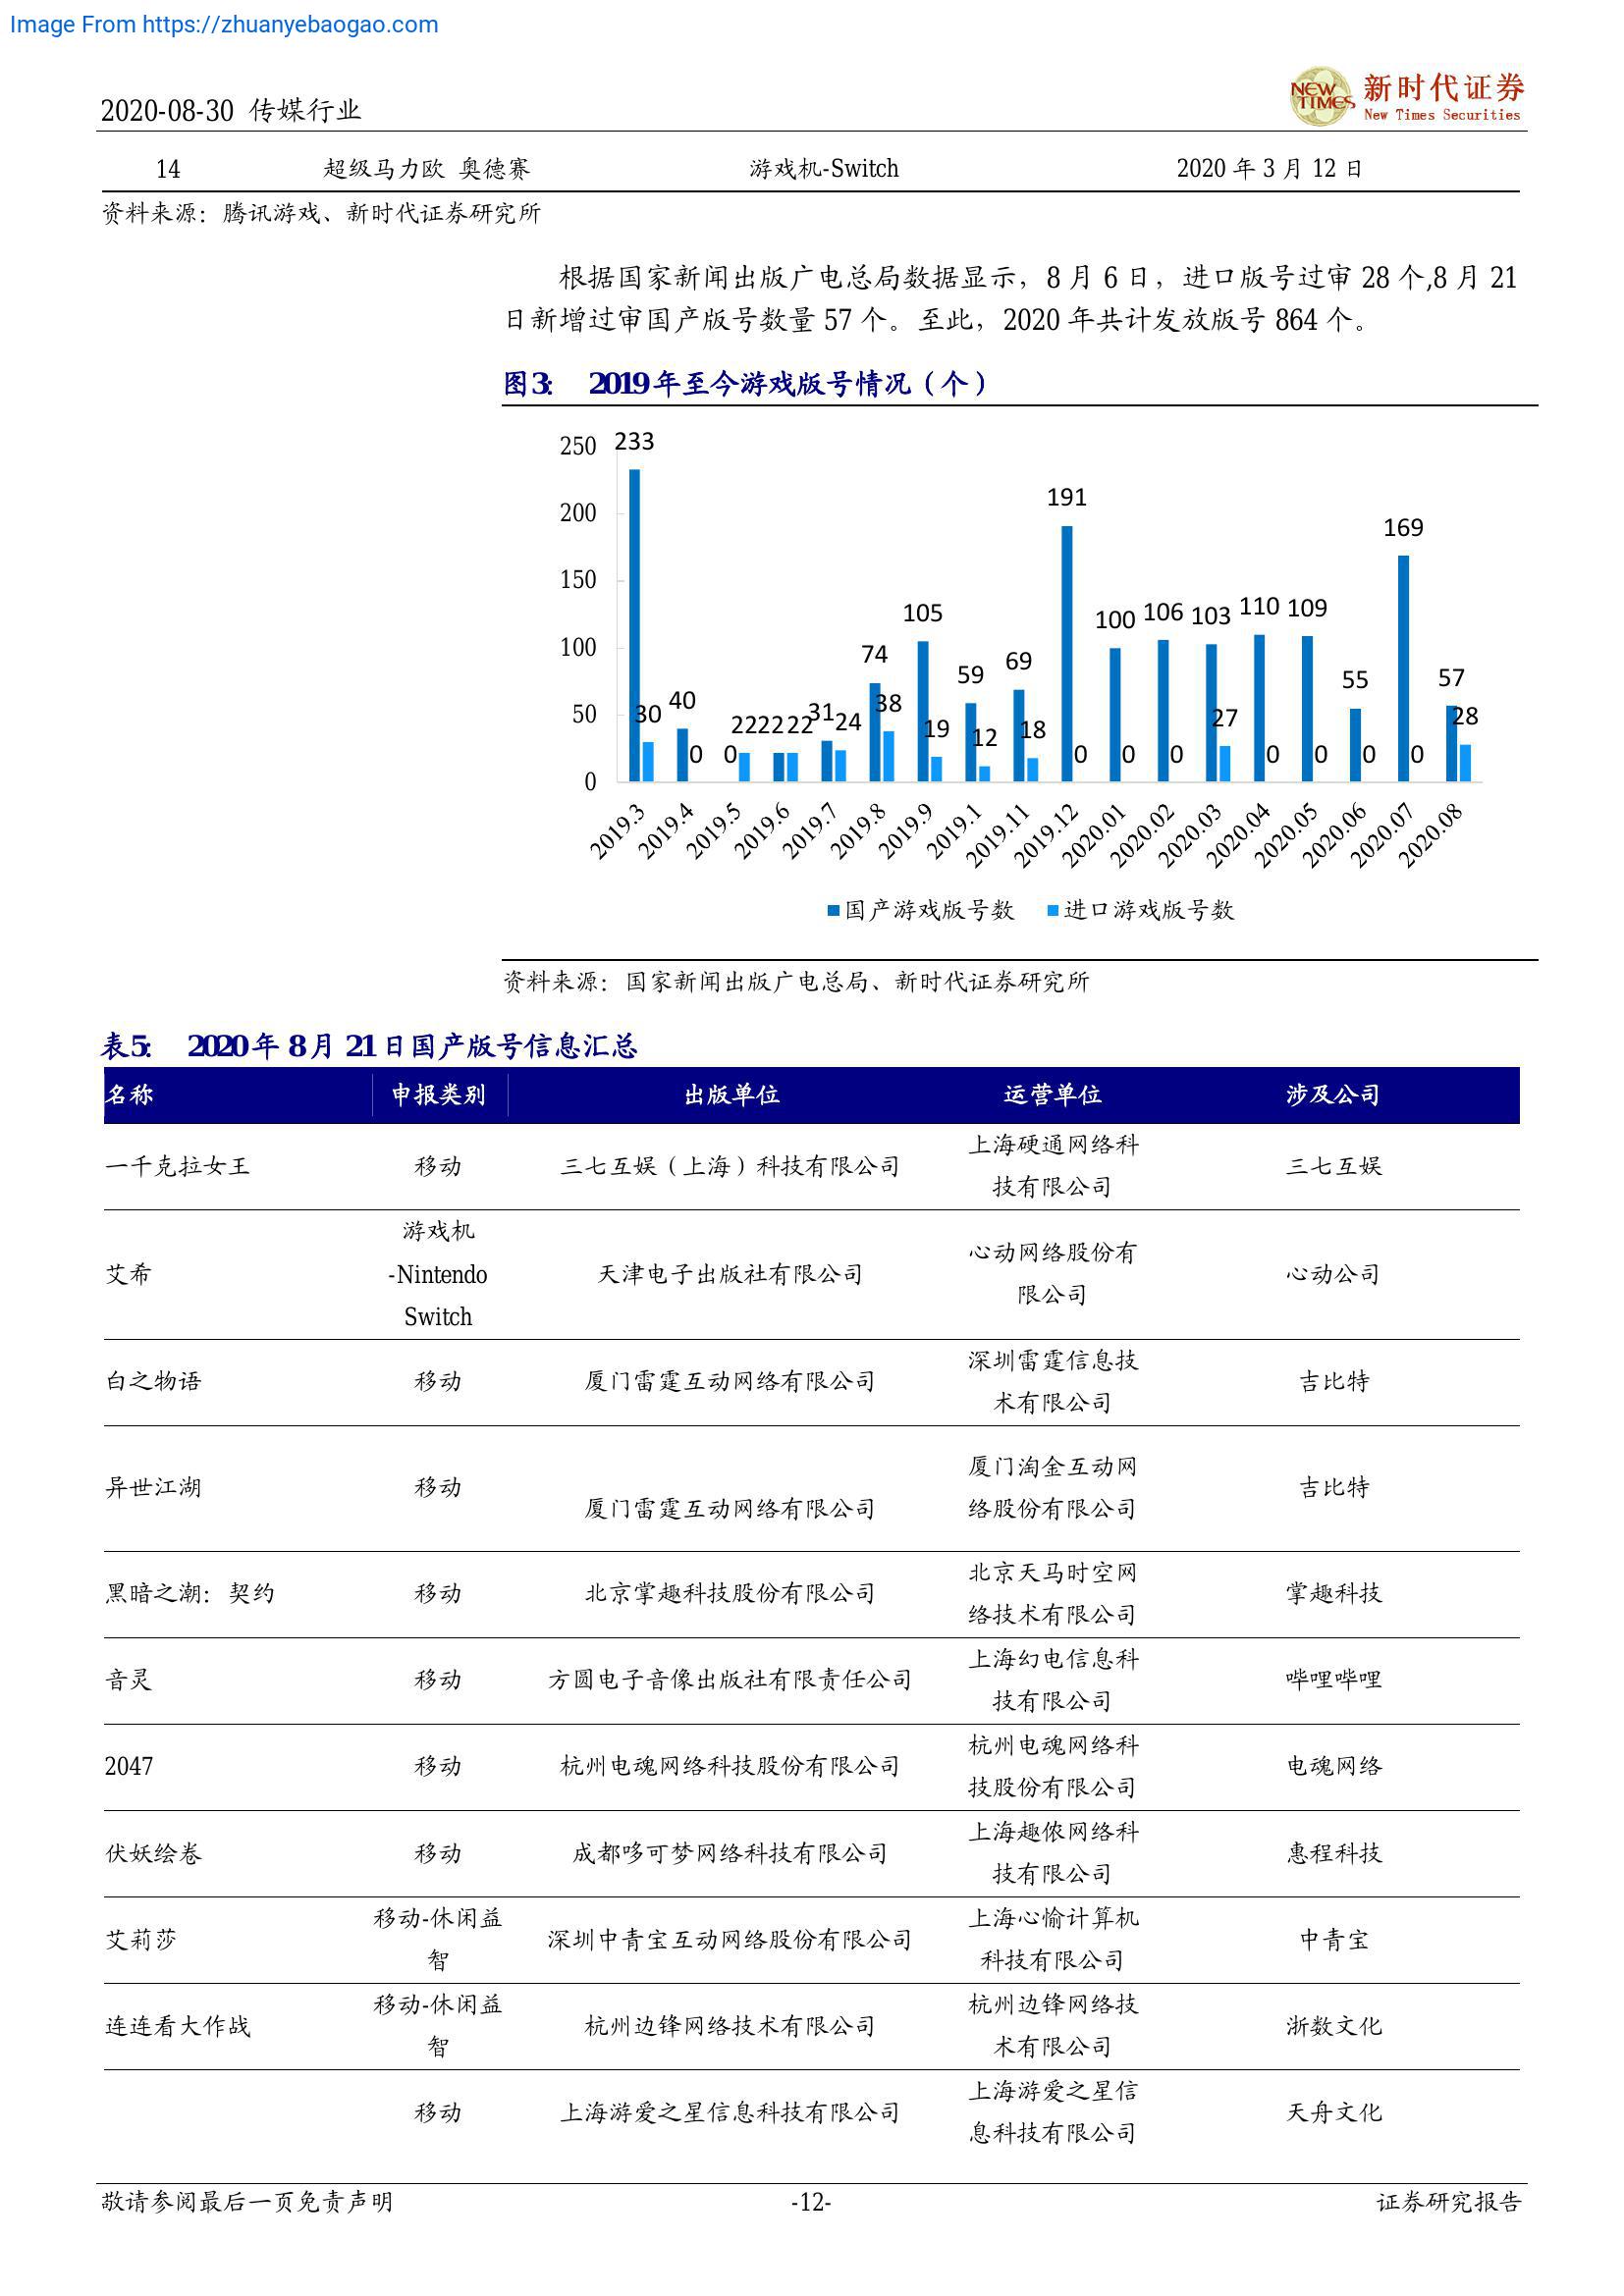 Image From https://zhuanyebaogao.com
2020-08-30 传媒行业
NEW TIMES 新时代证券
New Times Securities
14 超级马力欧 奥德赛 游戏机-Switch 2020 年 3 月 12 日
资料来源：腾讯游戏、新时代证券研究所
根据国家新闻出版广电总局数据显示，8 月 6 日，进口版号过审 28 个,8 月 21
日新增过审国产版号数量 57 个。至此，2020 年共计发放版号 864 个。
图3： 2019年至今游戏版号情况（个）
250
200
150
100
50
0
233 30
40 0
0 22
22 22
31 24
74 38
105 19
59 12
69 18
191 0
100 0
106 0
103 27
110 0
109 0
55 0
169 0
57 28
2019.3 2019.4 2019.5 2019.6 2019.7 2019.8 2019.9 2019.1 2019.11 2019.12 2020.01 2020.02 2020.03 2020.04 2020.05 2020.06 2020.07 2020.08
国产游戏版号数 进口游戏版号数
资料来源：国家新闻出版广电总局、新时代证券研究所
表5： 2020年 8月 21日国产版号信息汇总
名称 申报类别 出版单位 运营单位 涉及公司
一千克拉女王 移动 三七互娱（上海）科技有限公司 上海硬通网络科
技有限公司 三七互娱
艾希 游戏机
-Nintendo
Switch 天津电子出版社有限公司 心动网络股份有
限公司 心动公司
白之物语 移动 厦门雷霆互动网络有限公司 深圳雷霆信息技
术有限公司 吉比特
异世江湖 移动 厦门雷霆互动网络有限公司 厦门淘金互动网
络股份有限公司 吉比特
黑暗之潮：契约 移动 北京掌趣科技股份有限公司 北京天马时空网
络技术有限公司 掌趣科技
音灵 移动 方圆电子音像出版社有限责任公司 上海幻电信息科
技有限公司 哔哩哔哩
2047 移动 杭州电魂网络科技股份有限公司 杭州电魂网络科
技股份有限公司 电魂网络
伏妖绘卷 移动 成都哆可梦网络科技有限公司 上海趣侬网络科
技有限公司 惠程科技
艾莉莎 移动-休闲益
智 深圳中青宝互动网络股份有限公司 上海心愉计算机
科技有限公司 中青宝
连连看大作战 移动-休闲益
智 杭州边锋网络技术有限公司 杭州边锋网络技
术有限公司 浙数文化
移动 上海游爱之星信息科技有限公司 上海游爱之星信
息科技有限公司 天舟文化
敬请参阅最后一页免责声明 -12- 证券研究报告